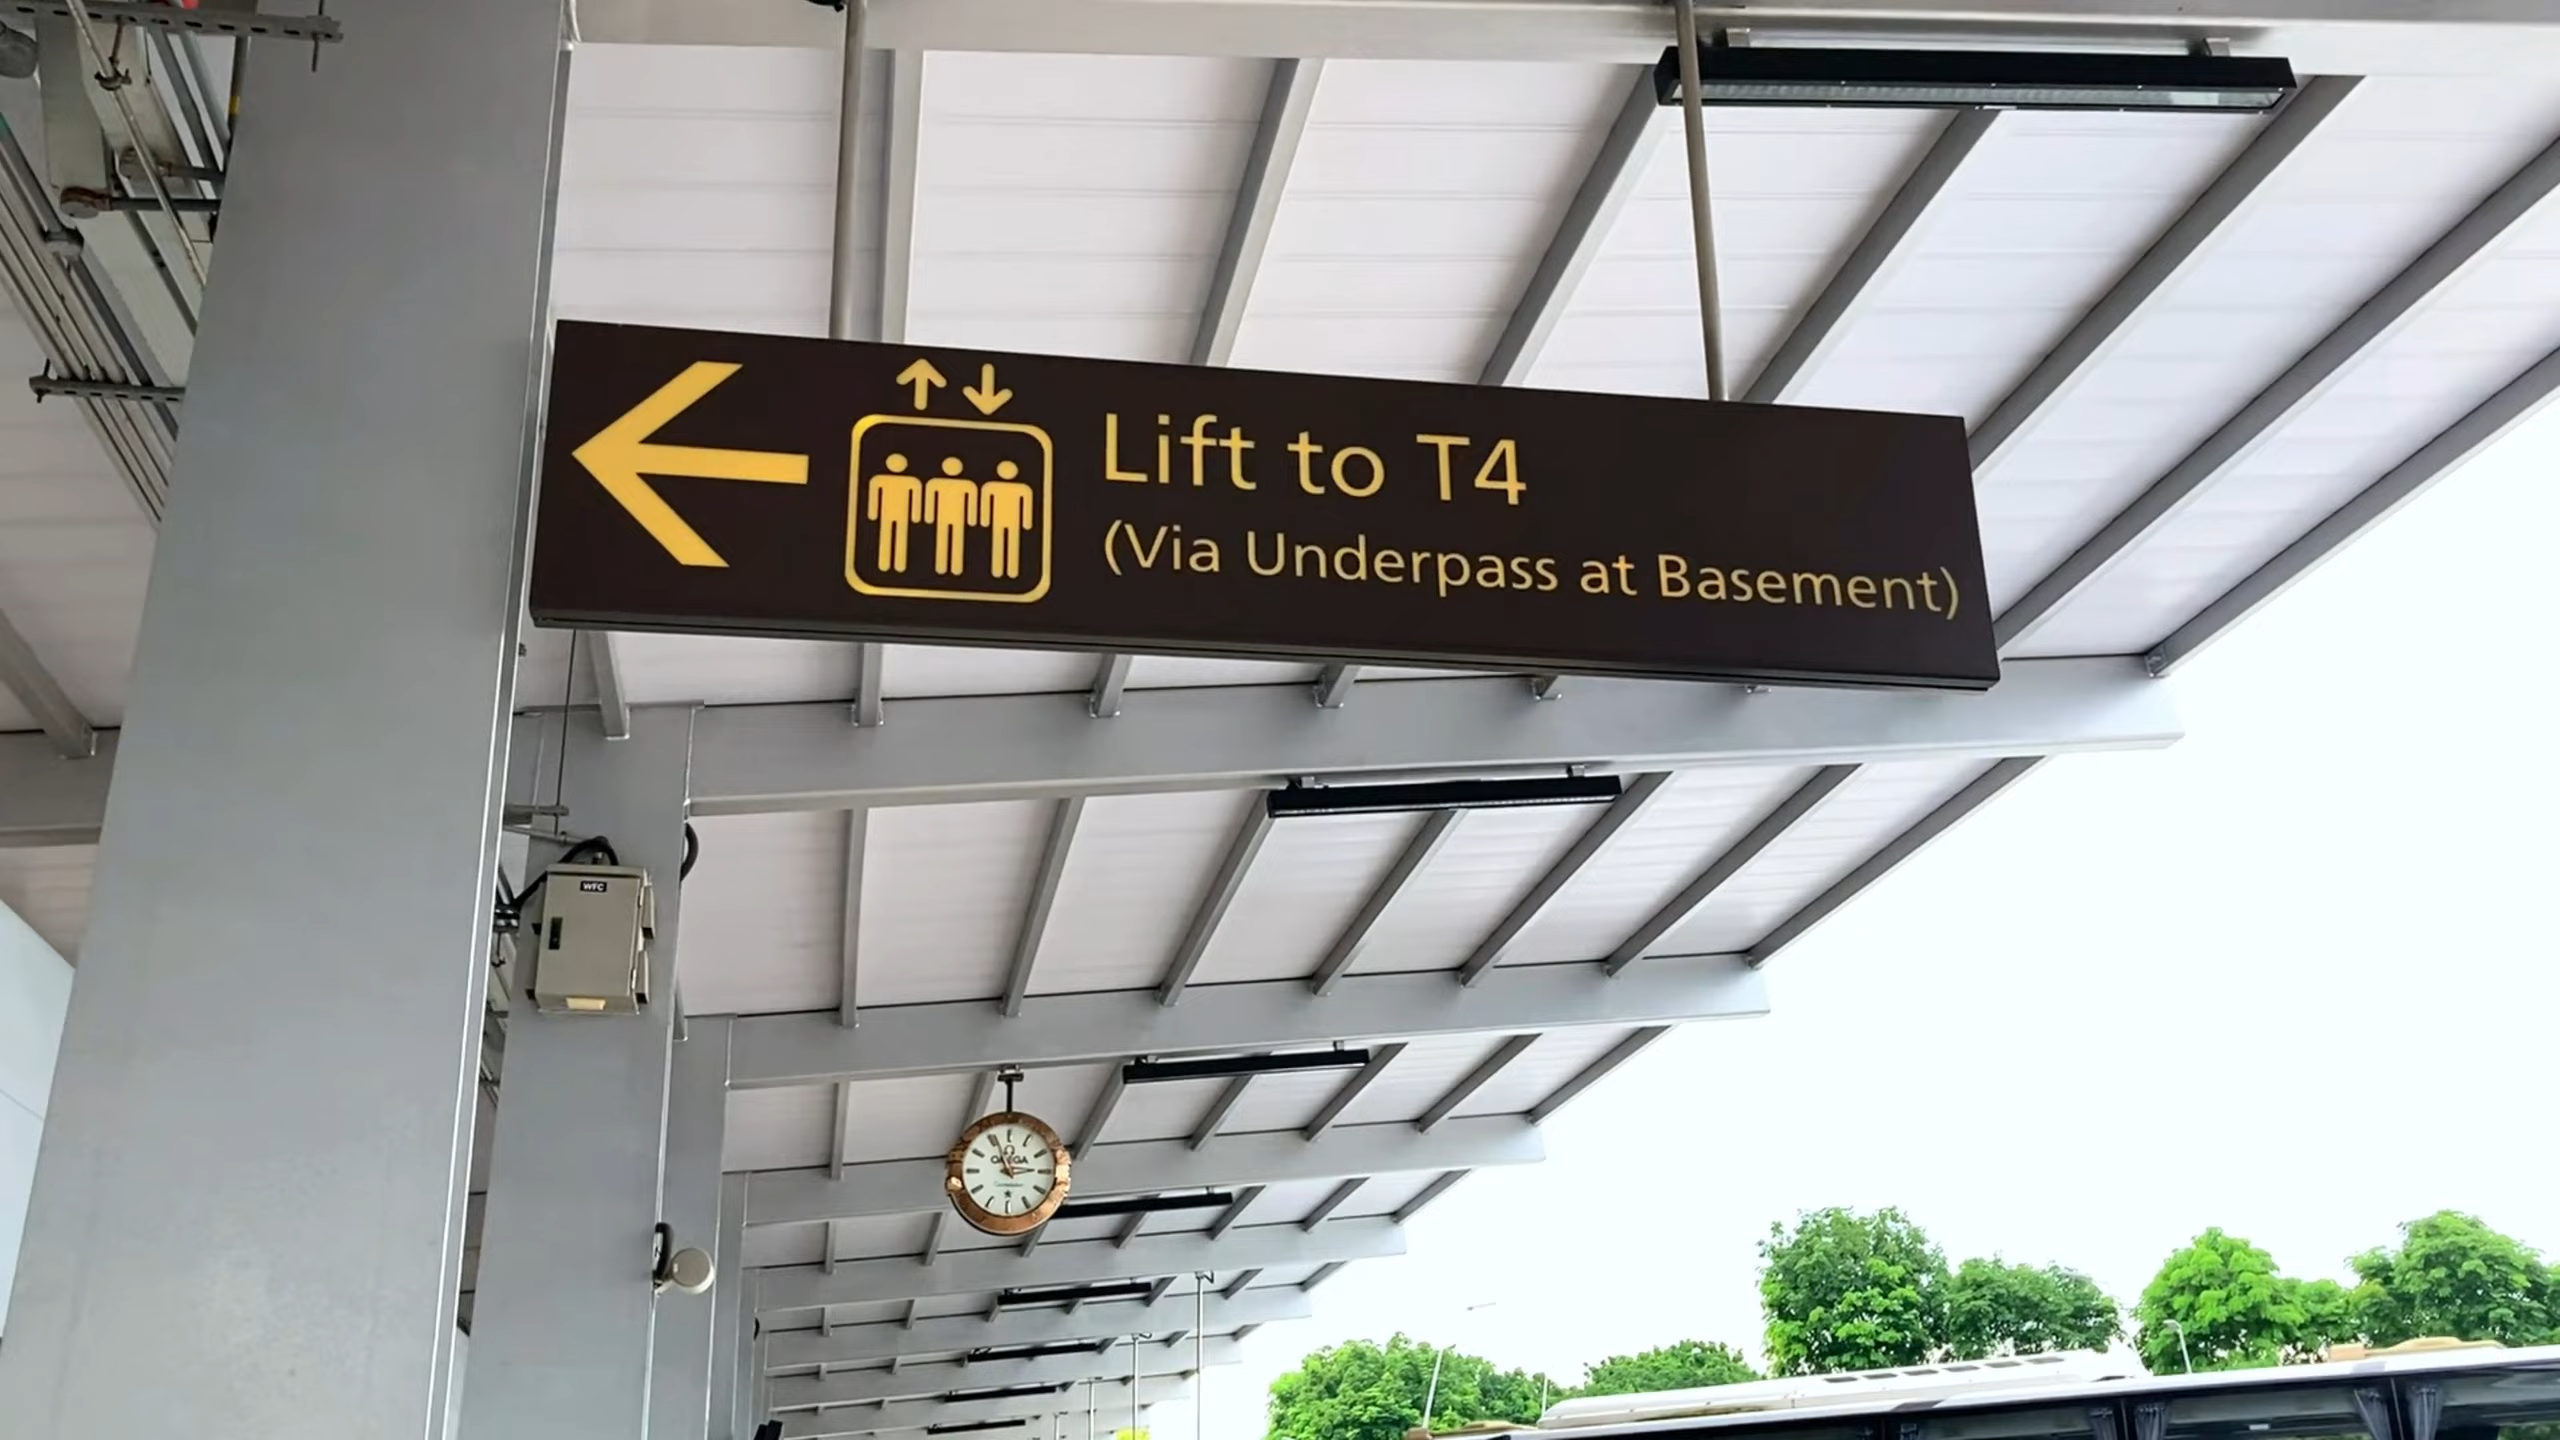 Lift to T4
(Via Underpass at Basement)
WFC
OMEGA